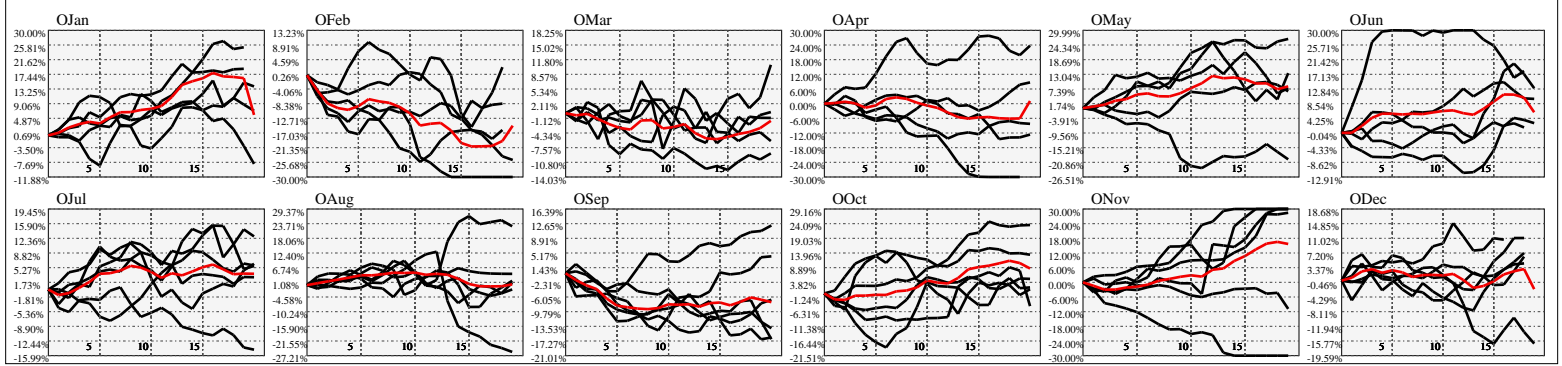 OJan OFeb OMar OApr OMay OJun
30.00% 13.23% 18.25% 30.00% 29.99% 30.00%
25.81% 8.91% 15.02% 24.00% 24.34% 25.71%
21.62% 4.59% 11.80% 18.00% 18.69% 21.42%
17.44% 0.26% 8.57% 12.00% 13.04% 17.13%
13.25% -4.06% 5.34% 6.00% 7.39% 12.84%
9.06% -8.38% 2.11% 0.00% 1.74% 8.54%
4.87% -12.71% -1.12% -6.00% -3.91% 4.25%
0.69% -17.03% -4.34% -12.00% -9.56% -0.04%
-3.50% -21.35% -7.57% -18.00% -15.21% -4.33%
-7.69% -25.68% -10.80% -24.00% -20.86% -8.62%
-11.88% -30.00% -14.03% -30.00% -26.51% -12.91%
5 10 15 5 10 15 5 10 15 5 10 15 5 10 15 5 10 15
OJul OAug OSep OOct ONov ODec
19.45% 29.37% 16.39% 29.16% 30.00% 18.68%
15.90% 23.71% 12.65% 24.09% 24.00% 14.85%
12.36% 18.06% 8.91% 19.03% 18.00% 11.02%
8.82% 12.40% 5.17% 13.96% 12.00% 7.20%
5.27% 6.74% 1.43% 8.89% 6.00% 3.37%
1.73% 1.08% -2.31% 3.82% 0.00% -0.46%
-1.81% -4.58% -6.05% -1.24% -6.00% -4.29%
-5.36% -10.24% -9.79% -6.31% -12.00% -8.11%
-8.90% -15.90% -13.53% -11.38% -18.00% -11.94%
-12.44% -21.55% -17.27% -16.44% -24.00% -15.77%
-15.99% -27.21% -21.01% -21.51% -30.00% -19.59%
5 10 15 5 10 15 5 10 15 5 10 15 5 10 15 5 10 15